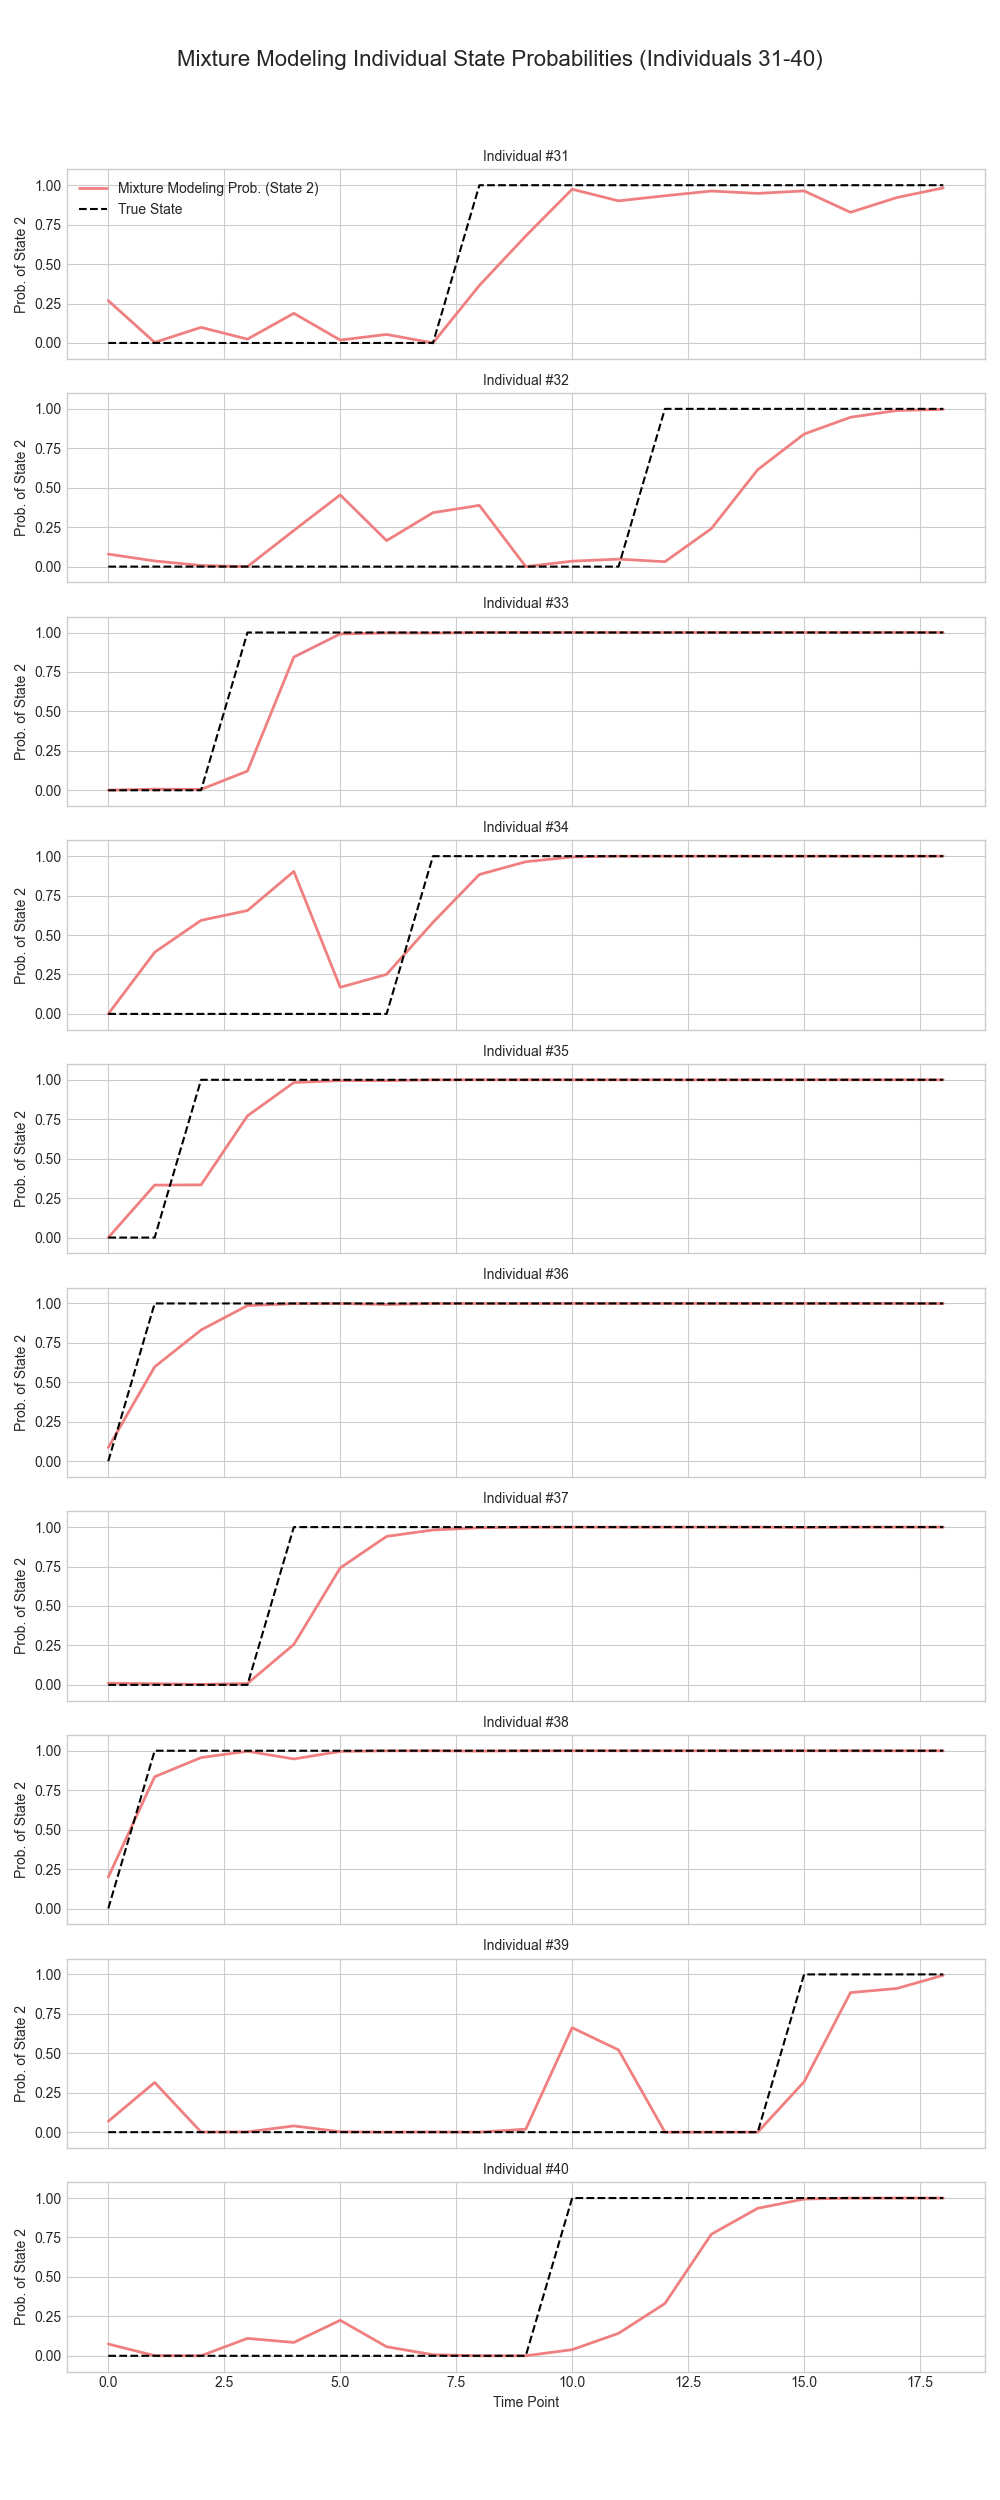 Mixture Modeling Individual State Probabilities (Individuals 31-40)
Individual #31
Mixture Modeling Prob. (State 2)
True State
Prob. of State 2
1.00
0.75
0.50
0.25
0.00
Individual #32
Prob. of State 2
1.00
0.75
0.50
0.25
0.00
Individual #33
Prob. of State 2
1.00
0.75
0.50
0.25
0.00
Individual #34
Prob. of State 2
1.00
0.75
0.50
0.25
0.00
Individual #35
Prob. of State 2
1.00
0.75
0.50
0.25
0.00
Individual #36
Prob. of State 2
1.00
0.75
0.50
0.25
0.00
Individual #37
Prob. of State 2
1.00
0.75
0.50
0.25
0.00
Individual #38
Prob. of State 2
1.00
0.75
0.50
0.25
0.00
Individual #39
Prob. of State 2
1.00
0.75
0.50
0.25
0.00
Individual #40
Prob. of State 2
1.00
0.75
0.50
0.25
0.00
0.0 2.5 5.0 7.5 10.0 12.5 15.0 17.5
Time Point